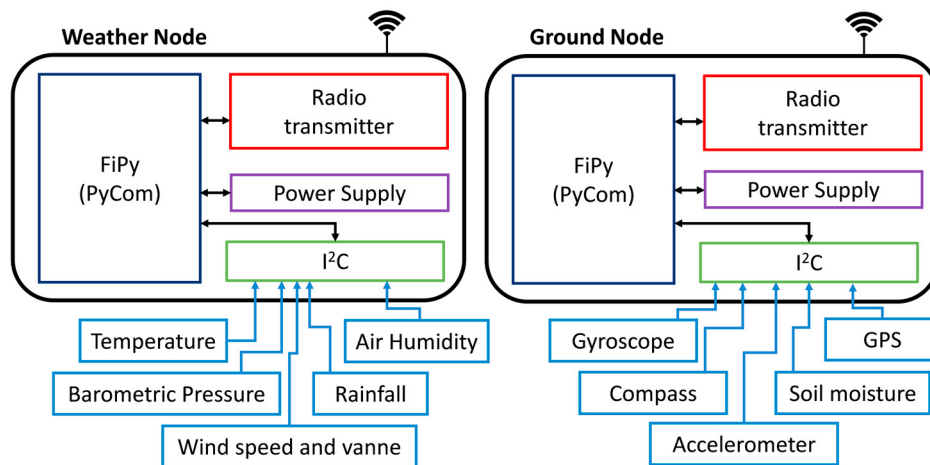 Weather Node
Radio
transmitter
FiPy
(PyCom)
Power Supply
I²C
Temperature
Air Humidity
Barometric Pressure
Rainfall
Wind speed and vanne
Ground Node
Radio
transmitter
FiPy
(PyCom)
Power Supply
I²C
Gyroscope
GPS
Compass
Soil moisture
Accelerometer